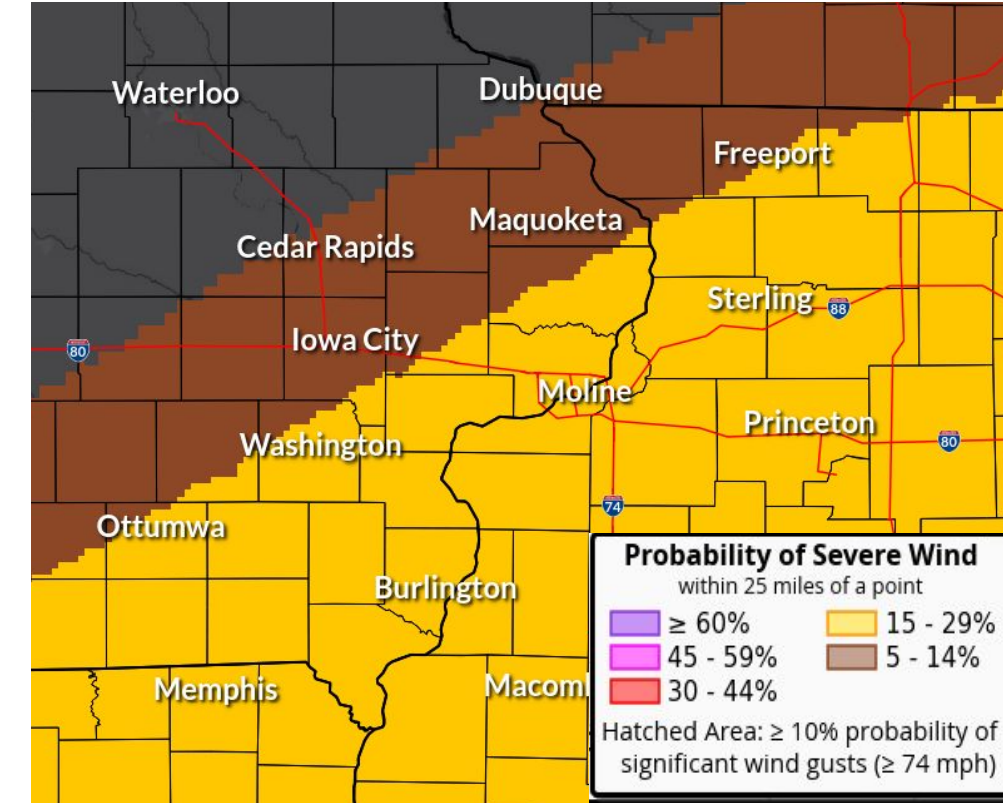 Dubuque
Waterloo
Freeport
Maquoketa
Cedar Rapids
Sterling
88
Iowa City
80
Moline
Princeton
Washington
80
74
Ottumwa
Burlington
Memphis
Macom
Probability of Severe Wind
within 25 miles of a point
≥ 60%
15 - 29%
45 - 59%
5 - 14%
30 - 44%
Hatched Area: ≥ 10% probability of
significant wind gusts (≥ 74 mph)